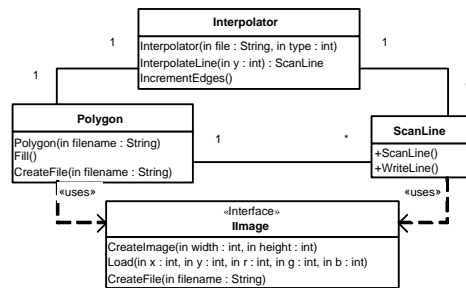 Interpolator
Interpolator(in file : String, in type : int)
InterpolateLine(in y : int) : ScanLine
IncrementEdges()
1
1
1
Polygon
Polygon(in filename : String)
Fill()
CreateFile(in filename : String)
1
*
ScanLine
+ScanLine()
+WriteLine()
«uses»
«uses»
«Interface»
IImage
CreateImage(in width : int, in height : int)
Load(in x : int, in y : int, in r : int, in g : int, in b : int)
CreateFile(in filename : String)